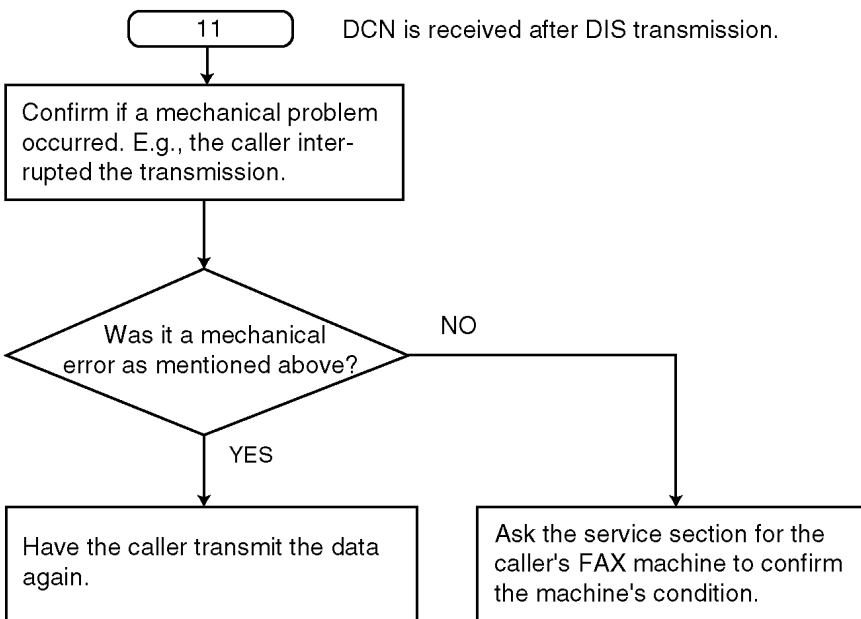 11
DCN is received after DIS transmission.
Confirm if a mechanical problem
occurred. E.g., the caller inter-
rupted the transmission.
Was it a mechanical
error as mentioned above?
NO
YES
Have the caller transmit the data
again.
Ask the service section for the
caller's FAX machine to confirm
the machine's condition.